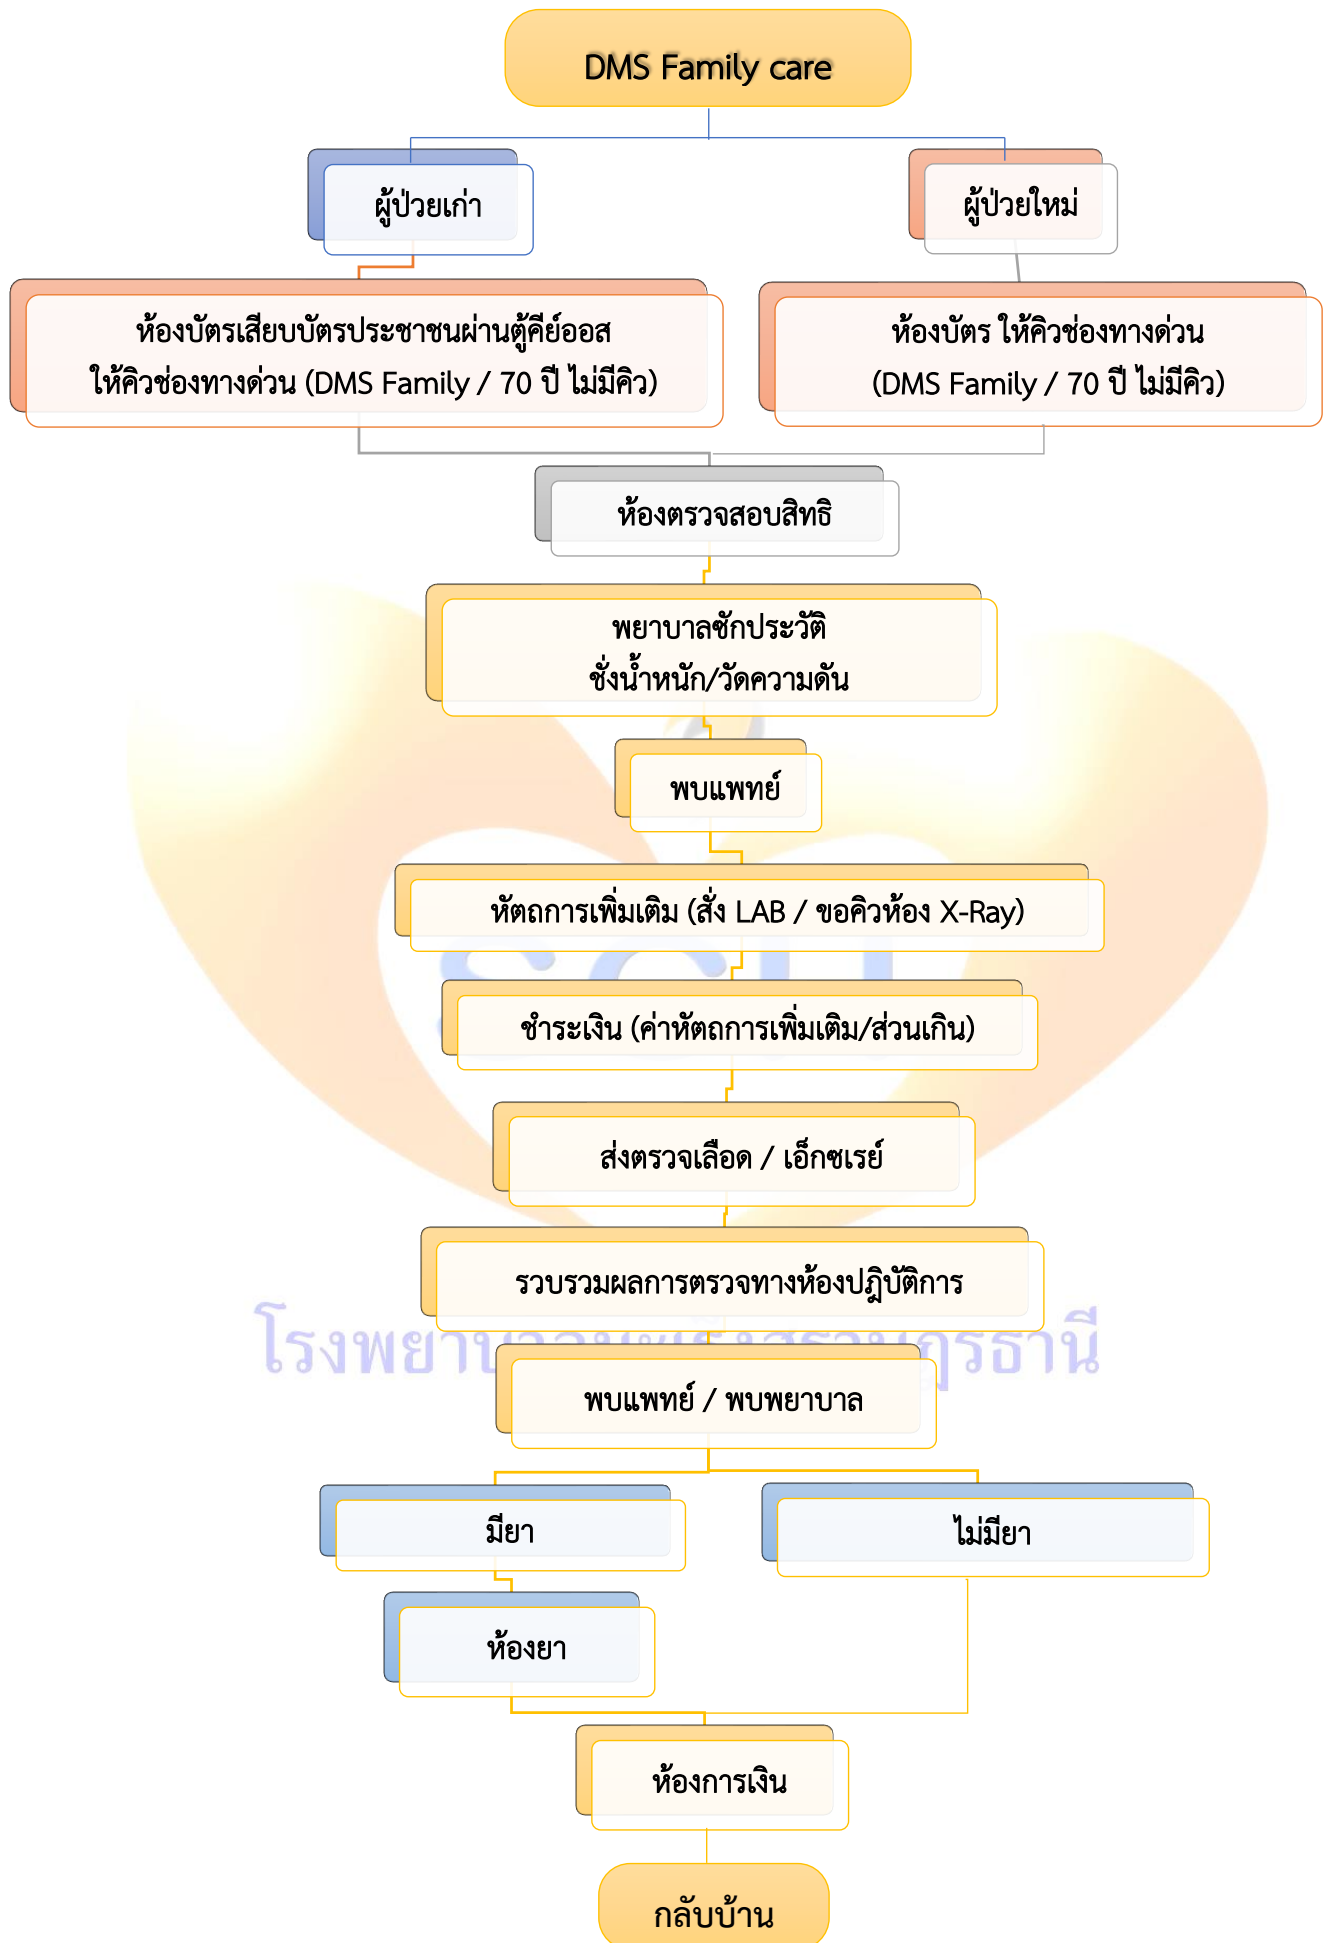 DMS Family care
ผู้ป่วยเก่า
ผู้ป่วยใหม่
ห้องบัตรเสียบบัตรประชาชนผ่านตู้คีย์ออส
ให้คิวช่องทางด่วน (DMS Family / 70 ปี ไม่มีคิว)
ห้องบัตร ให้คิวช่องทางด่วน
(DMS Family / 70 ปี ไม่มีคิว)
ห้องตรวจสอบสิทธิ
พยาบาลซักประวัติ
ชั่งน้ำหนัก/วัดความดัน
พบแพทย์
หัตถการเพิ่มเติม (สั่ง LAB / ขอคิวห้อง X-Ray)
ชำระเงิน (ค่าหัตถการเพิ่มเติม/ส่วนเกิน)
ส่งตรวจเลือด / เอ็กซเรย์
รวบรวมผลการตรวจทางห้องปฎิบัติการ
พบแพทย์ / พบพยาบาล
มียา
ไม่มียา
ห้องยา
ห้องการเงิน
กลับบ้าน